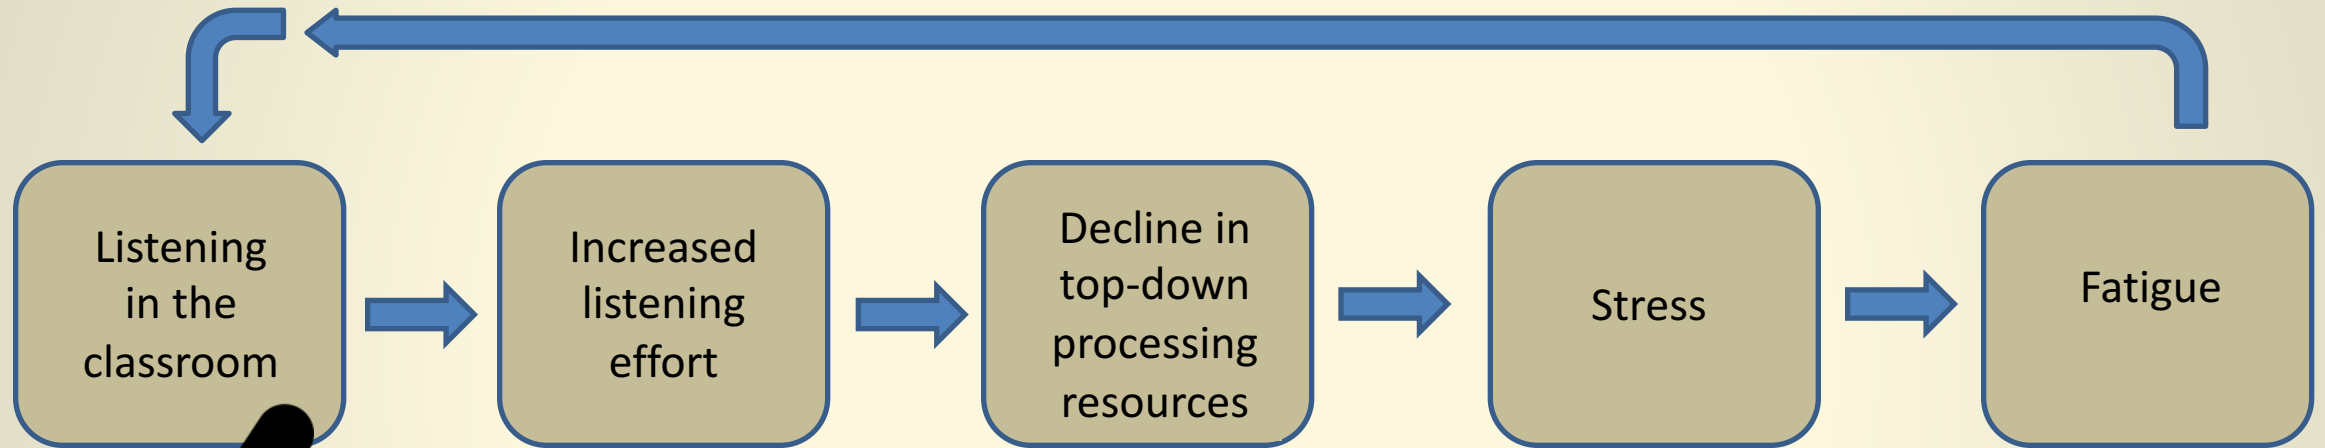 Listening
in the
classroom
Increased
listening
effort
Decline in
top-down
processing
resources
Stress
Fatigue